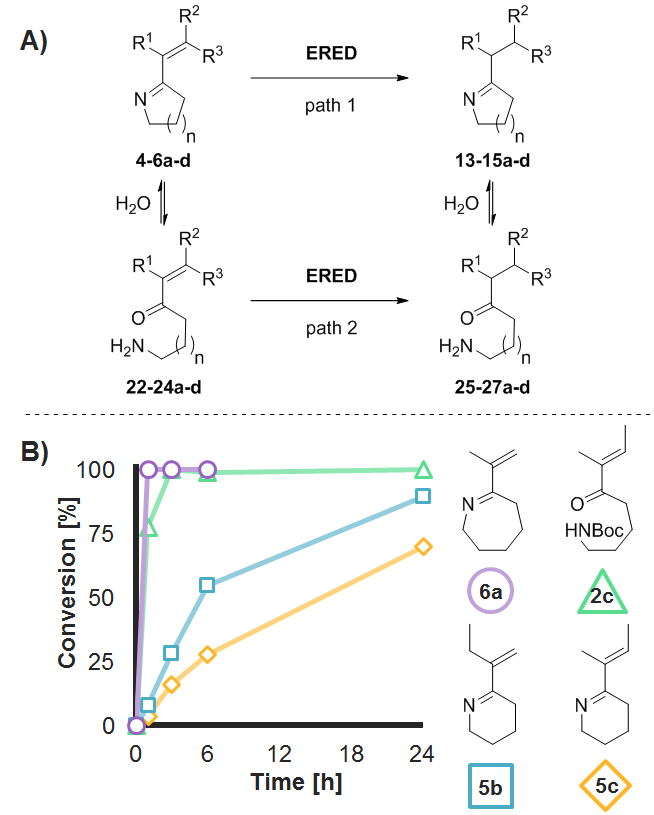 A)
R1 R2 R3 N n
4-6a-d
ERED
path 1
R1 R2 R3 N n
13-15a-d
H2O
H2O
R1 R2 R3 O H2N n
22-24a-d
ERED
path 2
R1 R2 R3 O H2N n
25-27a-d
B)
Conversion [%]
100
75
50
25
0
0 6 12 18 24
Time [h]
N
6a
O
HNBoc
2c
N
5b
N
5c